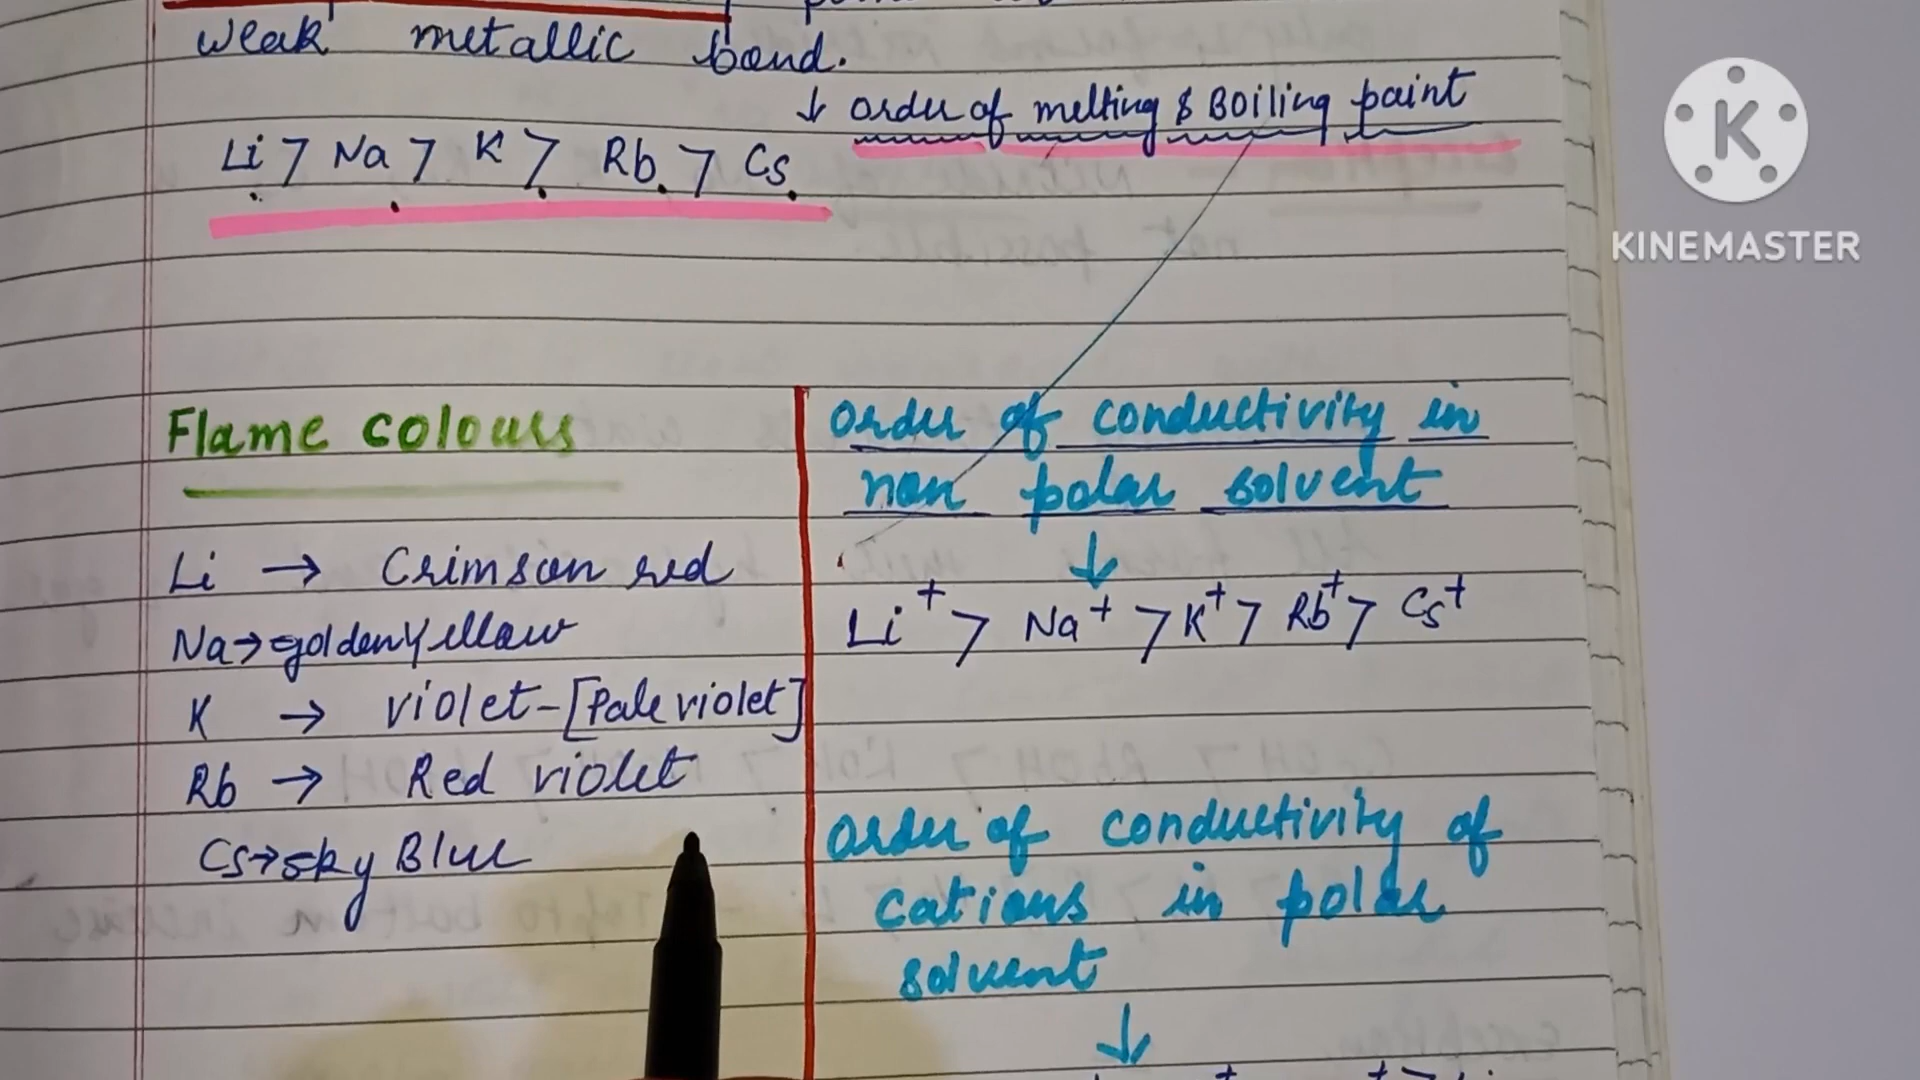 weak metallic bond.
↓ order of melting & Boiling point
Li > Na > K > Rb > Cs
KINEMASTER
Flame colours
Li → Crimson red
Na → golden yellow
K → violet - [Pale violet]
Rb → Red violet
Cs → sky Blue
order of conductivity in
non polar solvent
↓
Li+ > Na+ > K+ > Rb+ > Cs+
order of conductivity of
cations in polar
solvent
↓